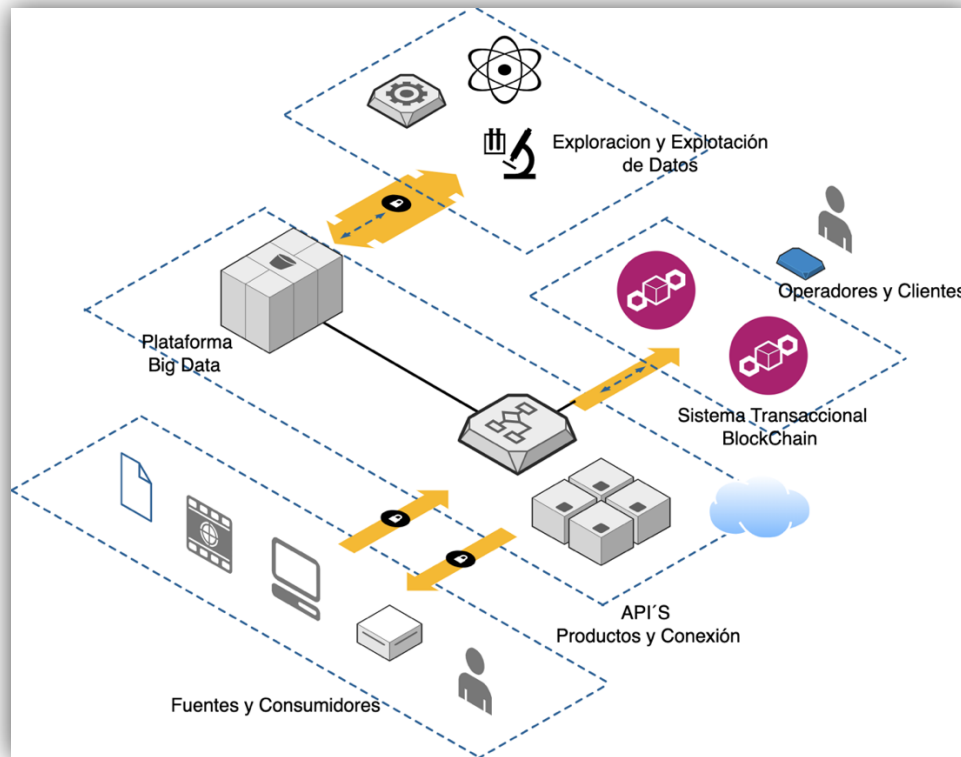 Exploracion y Explotación
de Datos
Operadores y Clientes
Plataforma
Big Data
Sistema Transaccional
BlockChain
API´S
Productos y Conexión
Fuentes y Consumidores